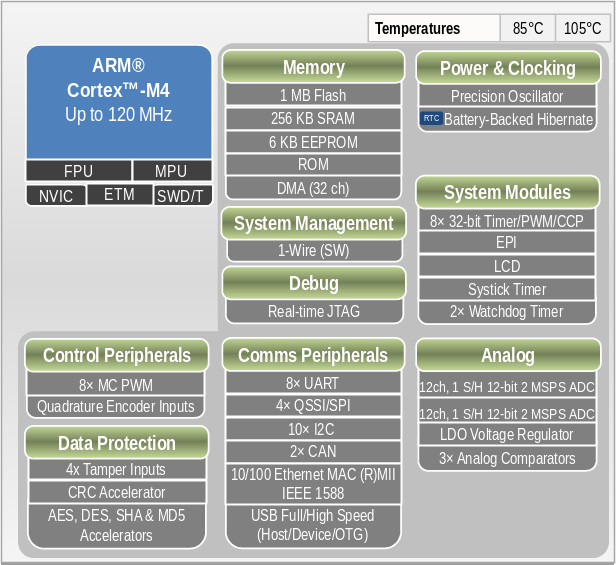 Temperatures 85°C 105°C
ARM®
Cortex™-M4
Up to 120 MHz
FPU MPU
NVIC ETM SWD/T
Memory
1 MB Flash
256 KB SRAM
6 KB EEPROM
ROM
DMA (32 ch)
Power & Clocking
Precision Oscillator
RTC Battery-Backed Hibernate
System Management
1-Wire (SW)
Debug
Real-time JTAG
System Modules
8× 32-bit Timer/PWM/CCP
EPI
LCD
Systick Timer
2× Watchdog Timer
Control Peripherals
8× MC PWM
Quadrature Encoder Inputs
Data Protection
4x Tamper Inputs
CRC Accelerator
AES, DES, SHA & MD5
Accelerators
Comms Peripherals
8× UART
4× QSSI/SPI
10× I2C
2× CAN
10/100 Ethernet MAC (R)MII
IEEE 1588
USB Full/High Speed
(Host/Device/OTG)
Analog
12ch, 1 S/H 12-bit 2 MSPS ADC
12ch, 1 S/H 12-bit 2 MSPS ADC
LDO Voltage Regulator
3× Analog Comparators